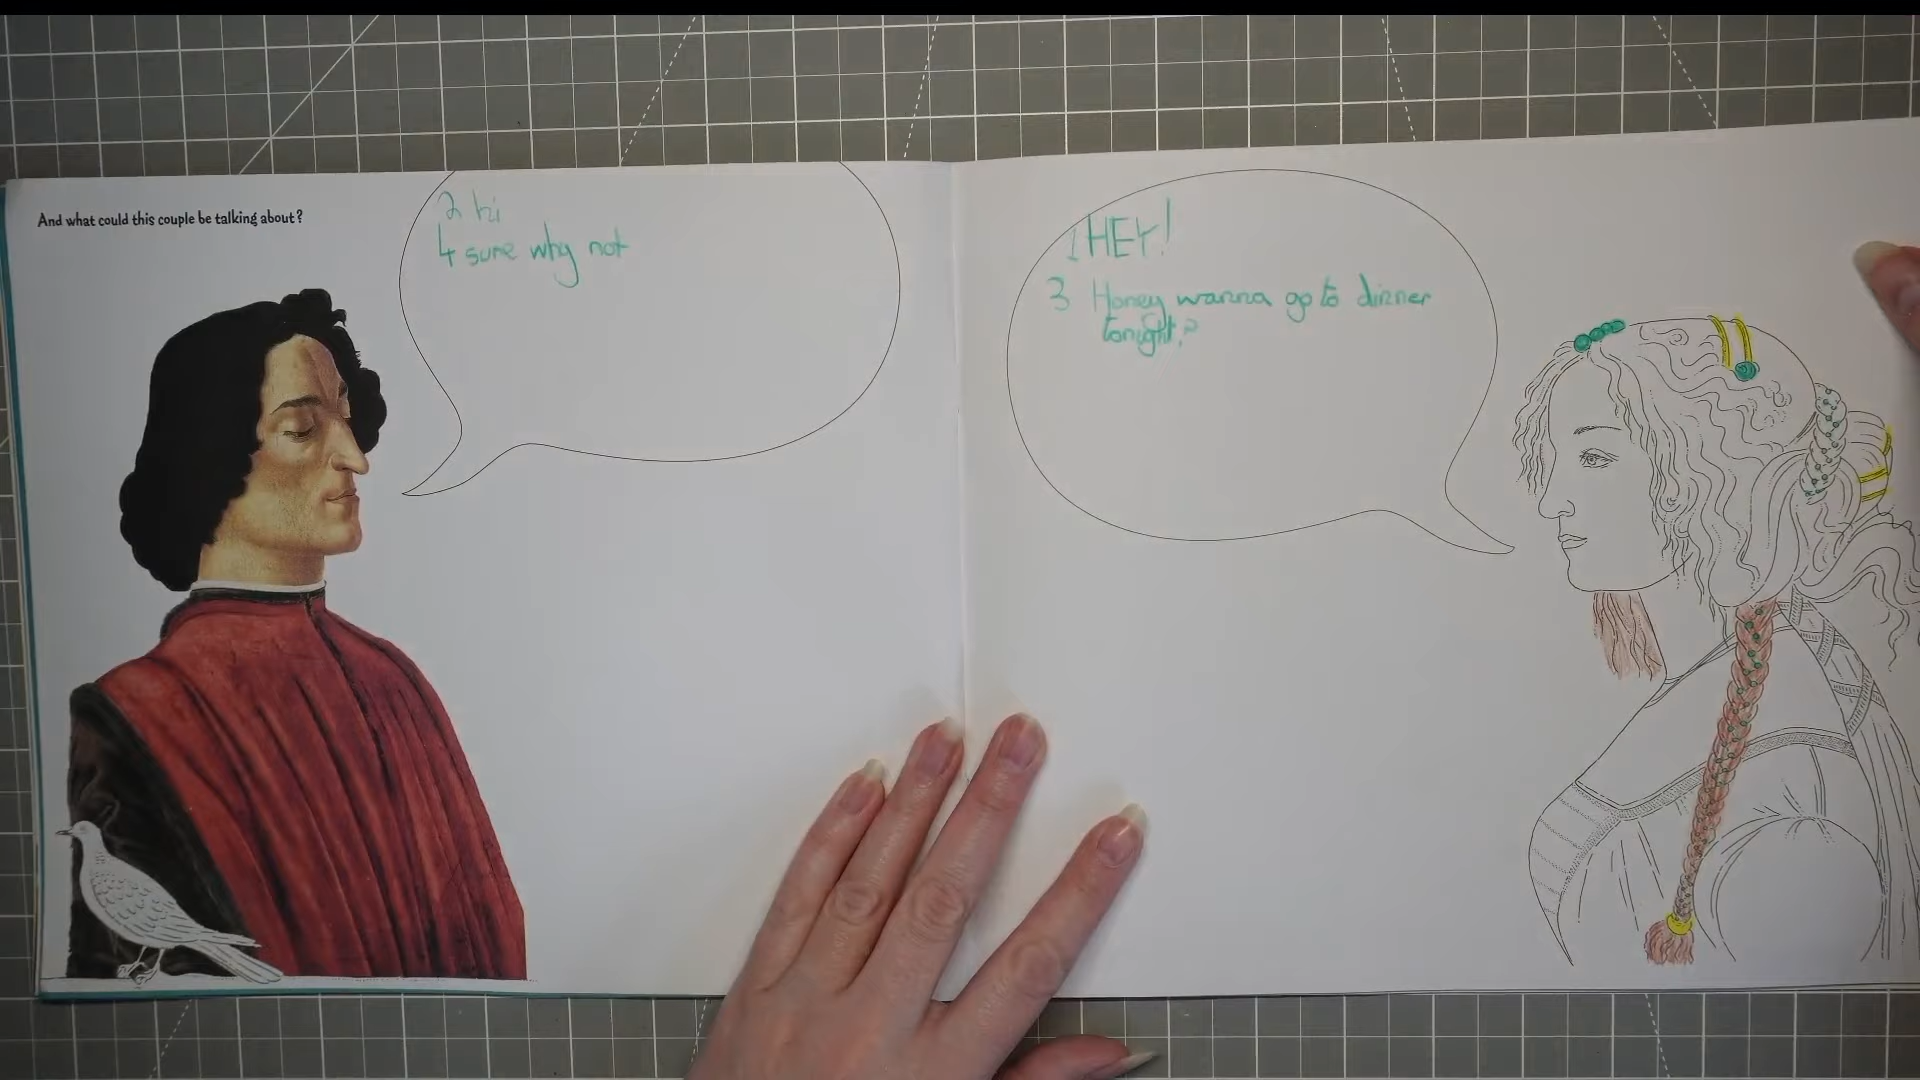 And what could this couple be talking about?
2 hi
4 sure why not
1 HEY!
3 Honey wanna go to dinner
tonight?